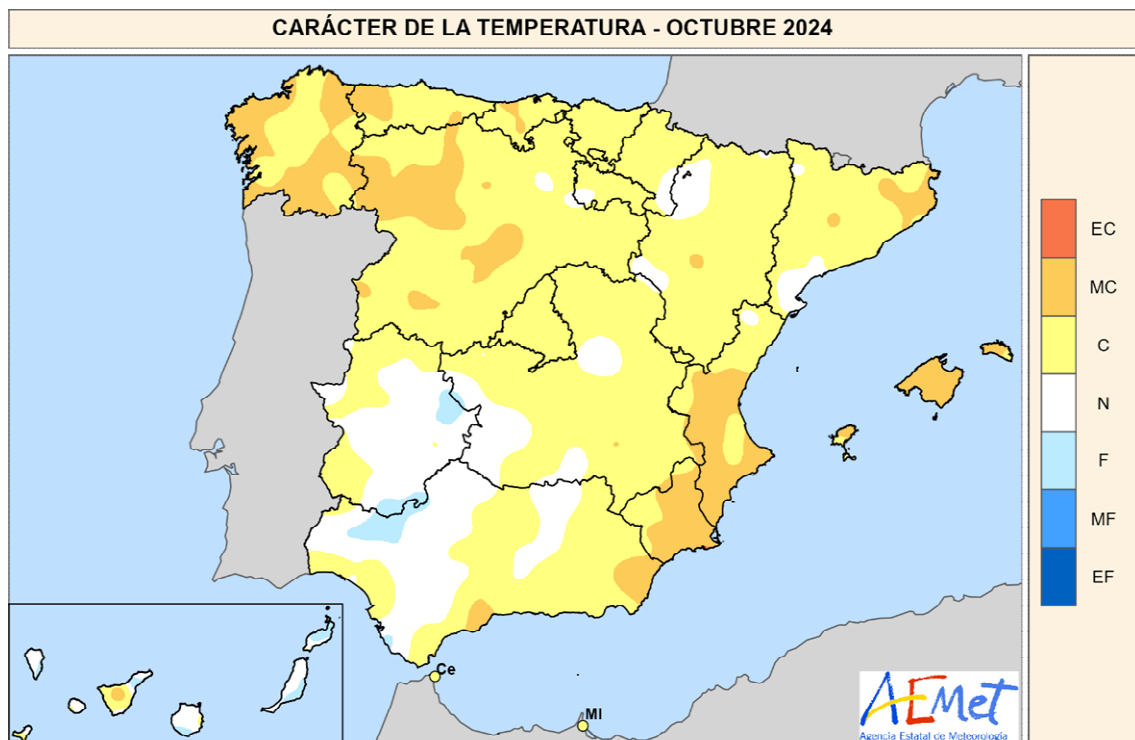 CARÁCTER DE LA TEMPERATURA - OCTUBRE 2024
EC
MC
C
N
F
MF
EF
Ce
Ml
AEMet
Agencia Estatal de Meteorología